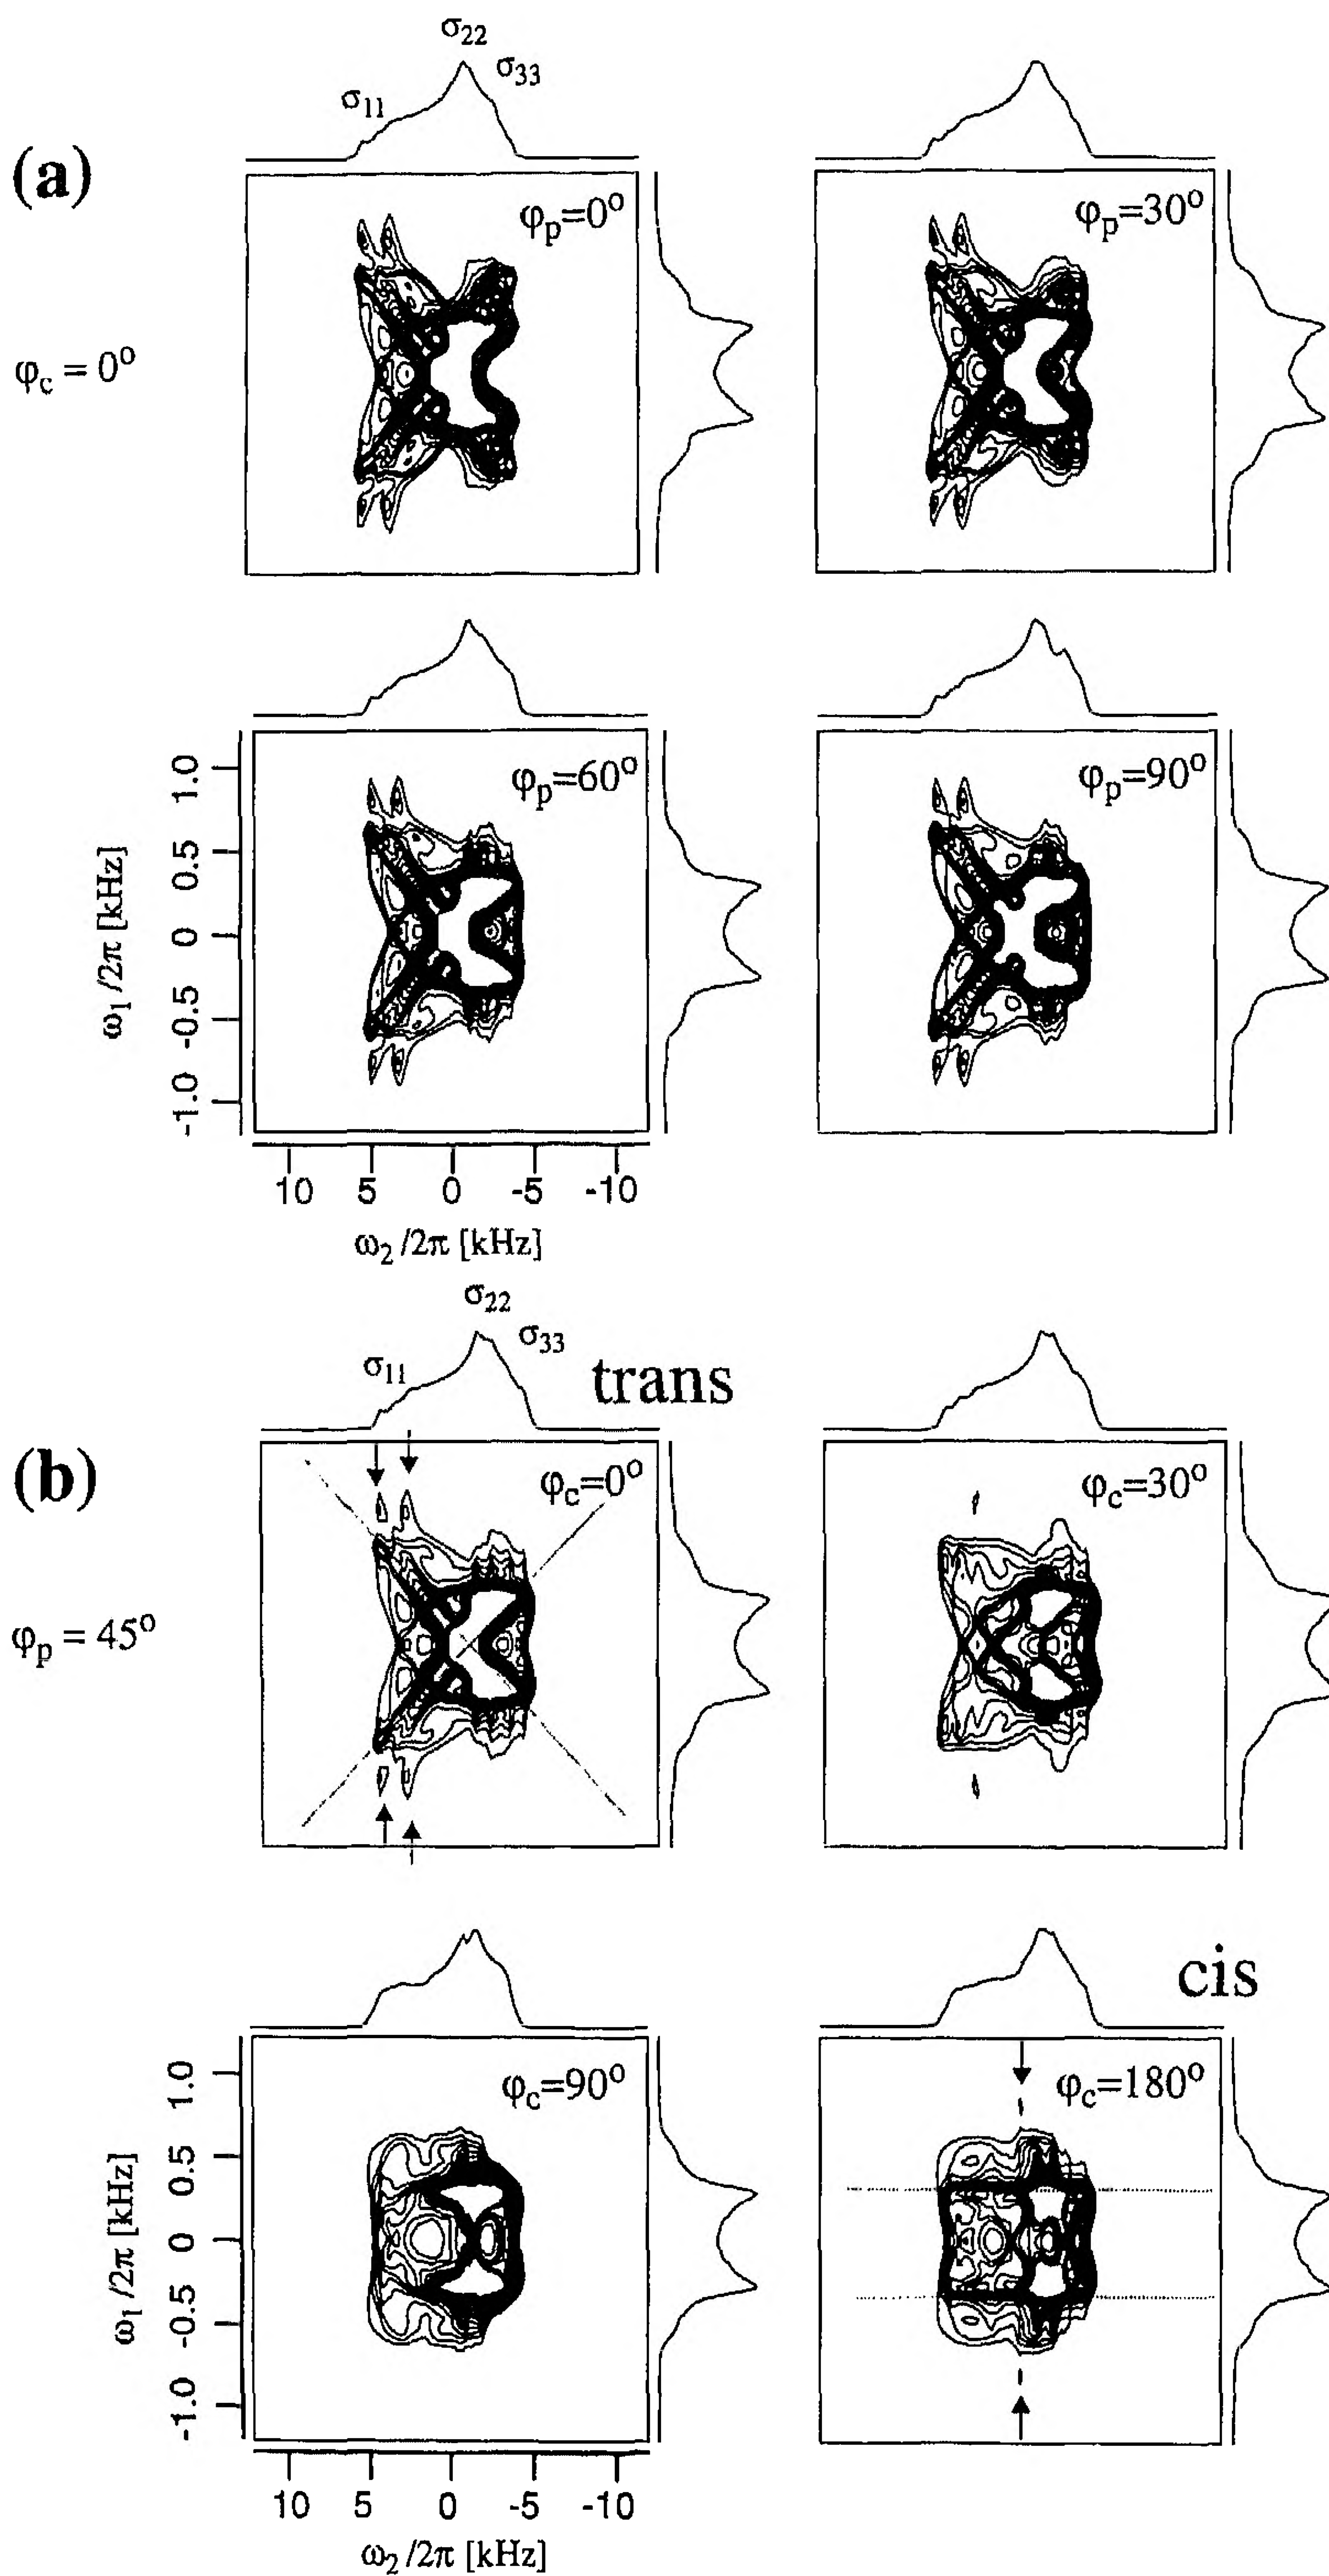 σ22
σ33
σ11
(a)
φp=0°
φp=30°
φc = 0°
φp=60°
φp=90°
1.0
0.5
0
-0.5
-1.0
ω1/2π [kHz]
10 5 0 -5 -10
ω2/2π [kHz]
σ22
σ33
σ11
trans
(b)
φc=0°
φc=30°
φp = 45°
cis
φc=90°
φc=180°
1.0
0.5
0
-0.5
-1.0
ω1/2π [kHz]
10 5 0 -5 -10
ω2/2π [kHz]